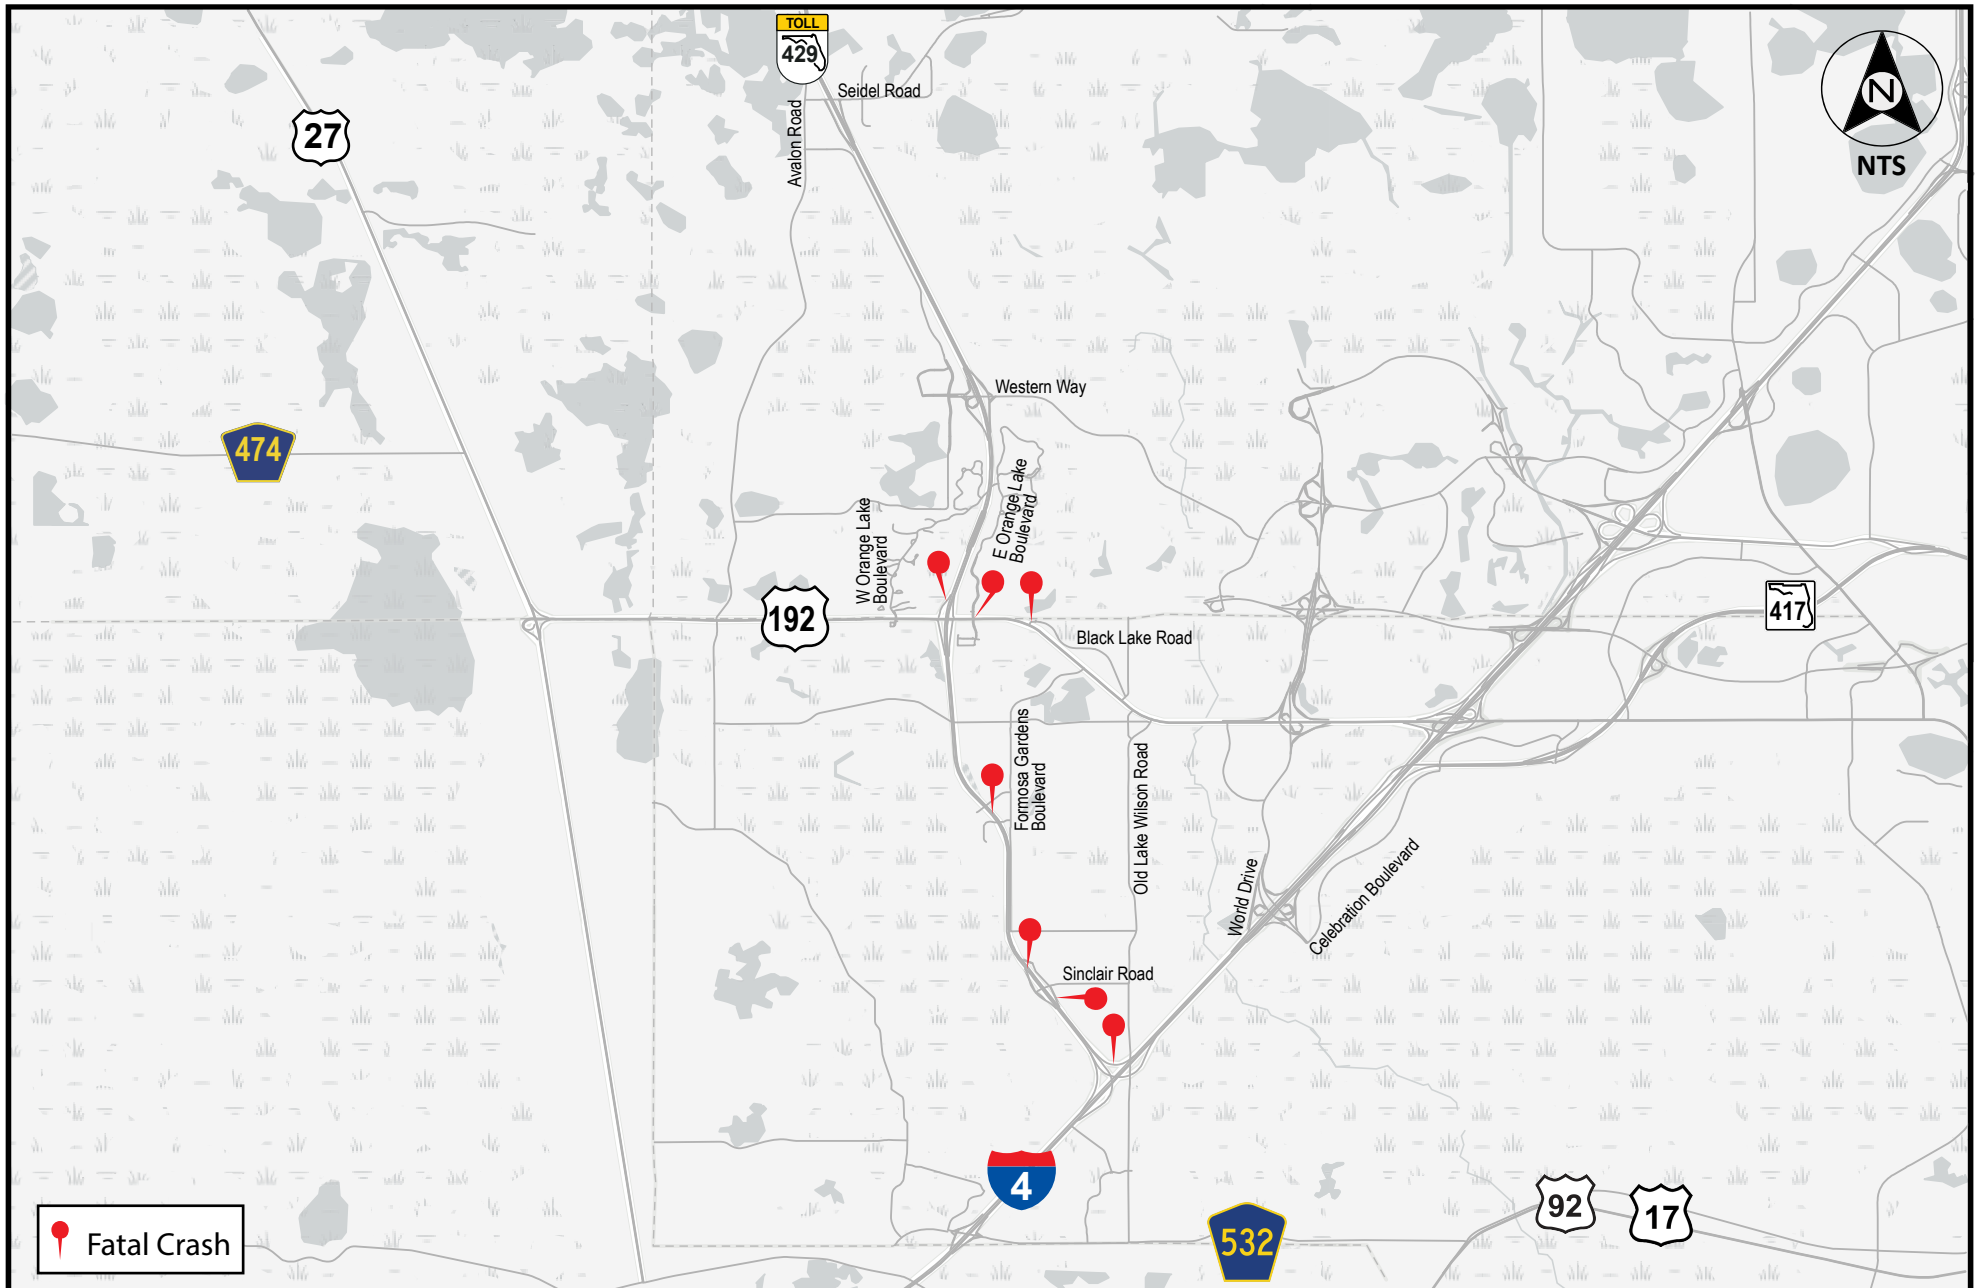 TOLL
429
Seidel Road
Avalon Road
N
NTS
27
Western Way
474
W Orange Lake
Boulevard
E Orange Lake
Boulevard
192
417
Black Lake Road
Formosa Gardens
Boulevard
Old Lake Wilson Road
World Drive
Celebration Boulevard
Sinclair Road
4
92
17
532
Fatal Crash